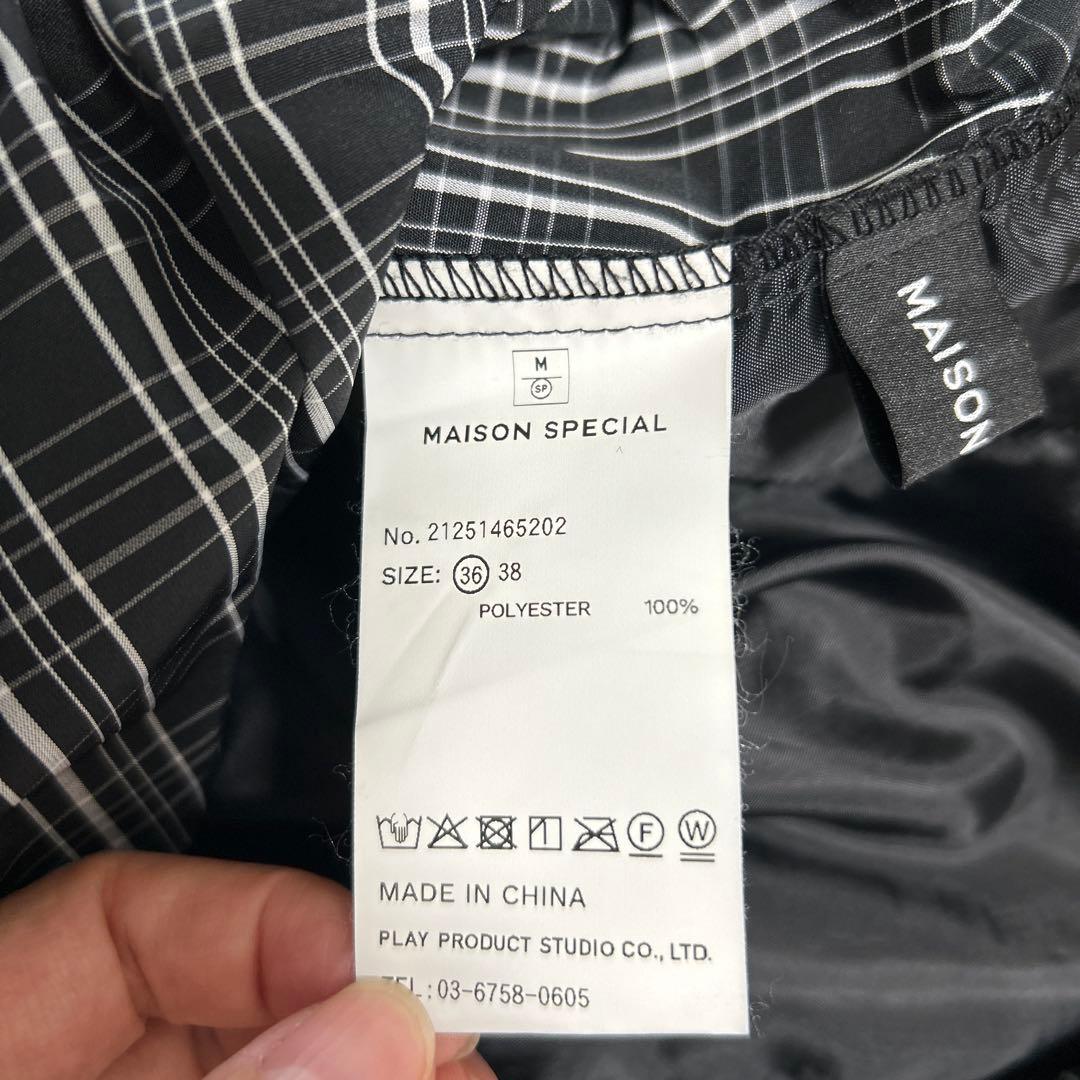 M
SP
MAISON SPECIAL
No. 21251465202
SIZE: 36 38
POLYESTER 100%
F W
MADE IN CHINA
PLAY PRODUCT STUDIO CO., LTD.
TEL:03-6758-0605
MAISON